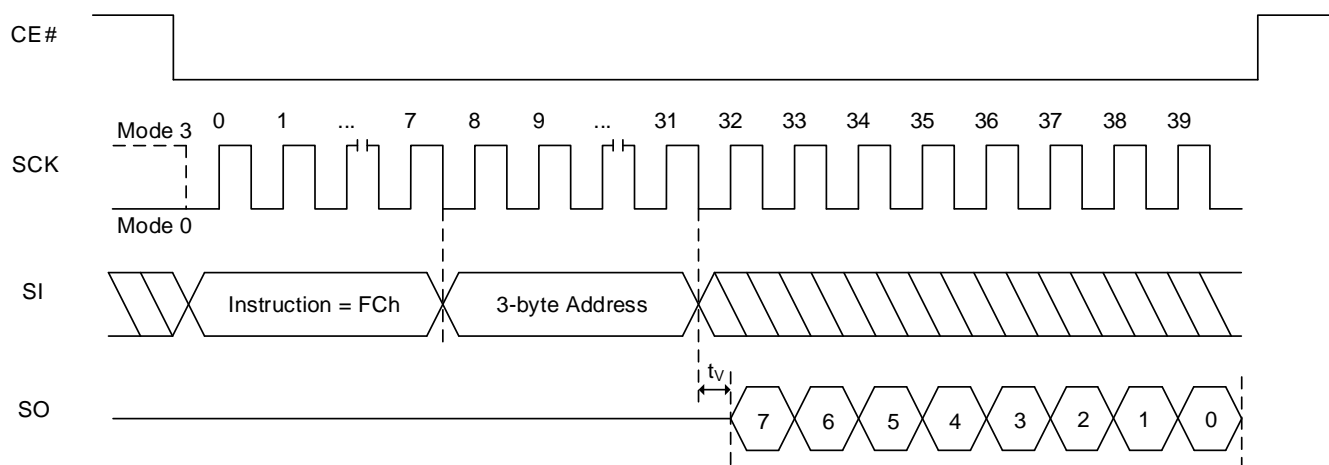 CE#
Mode 3 0 1 ... 7 8 9 ... 31 32 33 34 35 36 37 38 39
SCK
Mode 0
SI Instruction = FCh 3-byte Address
tV
SO 7 6 5 4 3 2 1 0